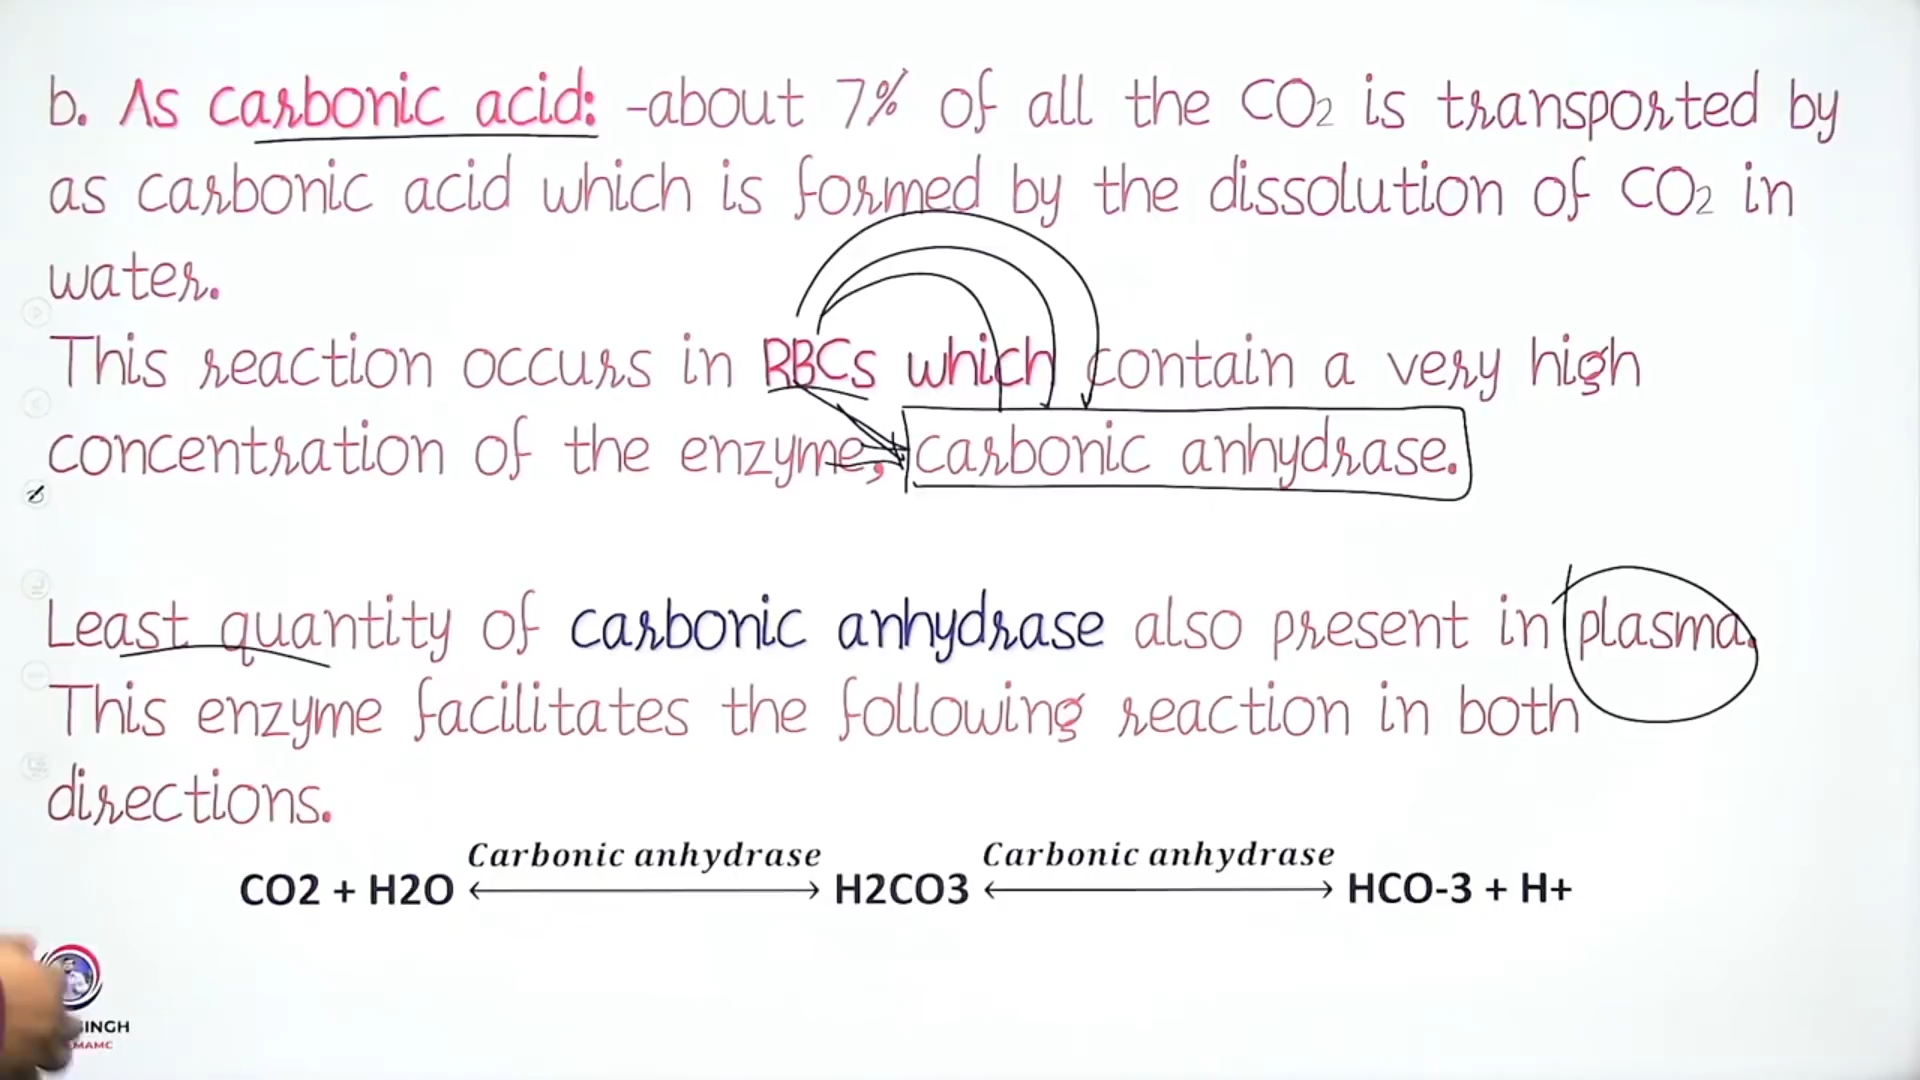 b. As carbonic acid: -about 7% of all the CO₂ is transported by
as carbonic acid which is formed by the dissolution of CO₂ in
water.
This reaction occurs in RBCs which contain a very high
concentration of the enzyme, carbonic anhydrase.
Least quantity of carbonic anhydrase also present in plasma.
This enzyme facilitates the following reaction in both
directions.
Carbonic anhydrase Carbonic anhydrase
CO2 + H2O ⟷ H2CO3 ⟷ HCO-3 + H+
SINGH
MAMC